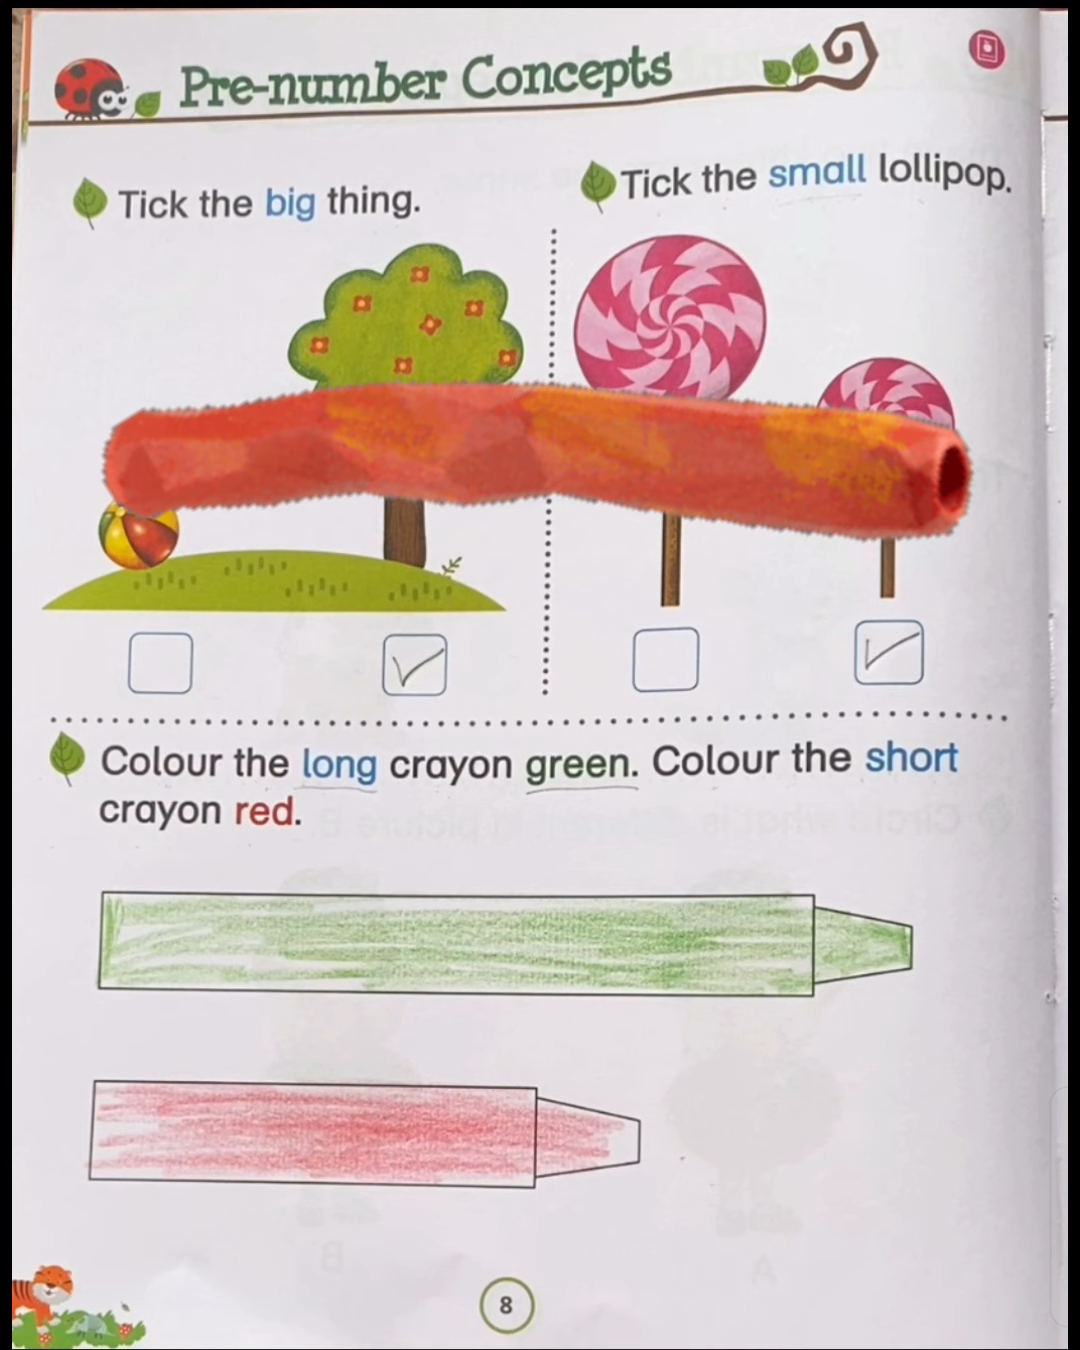 Pre-number Concepts
Tick the big thing.
Tick the small lollipop.
Colour the long crayon green. Colour the short
crayon red.
8